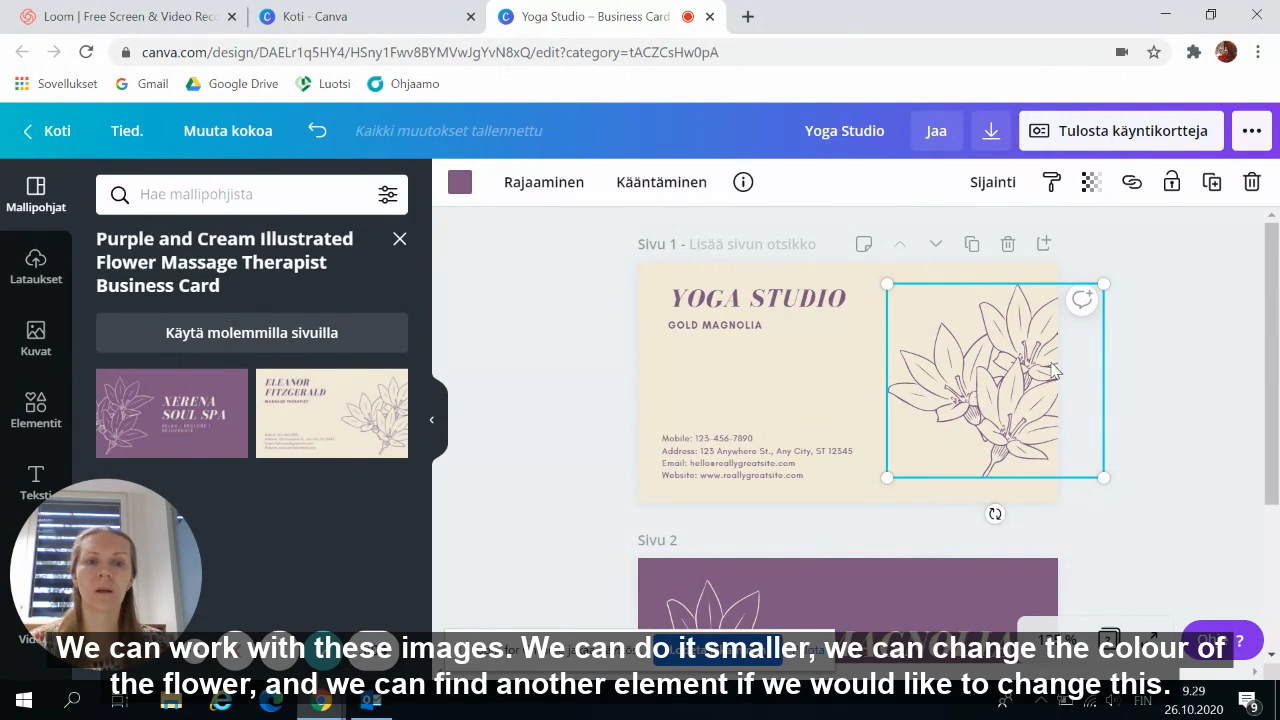 Loom | Free Screen & Video Rec
Koti - Canva
Yoga Studio – Business Card
canva.com/design/DAELr1q5HY4/HSny1Fwv8BYMVwJgYvN8xQ/edit?category=tACZCsHw0pA
Sovellukset
Gmail
Google Drive
Luotsi
Ohjaamo
Koti
Tied.
Muuta kokoa
Kaikki muutokset tallennettu
Yoga Studio
Jaa
Tulosta käyntikortteja
Mallipohjat
Lataukset
Kuvat
Elementit
Teksti
Hae mallipohjista
Purple and Cream Illustrated
Flower Massage Therapist
Business Card
Käytä molemmilla sivuilla
XERENA
SOUL SPA
RELAX | RESTORE |
REJUVENATE
ELEANOR
FITZGERALD
MASSAGE THERAPIST
Rajaaminen
Kääntäminen
Sijainti
Sivu 1 - Lisää sivun otsikko
YOGA STUDIO
GOLD MAGNOLIA
Mobile: 123-456-7890
Address: 123 Anywhere St., Any City, ST 12345
Email: hello@reallygreatsite.com
Website: www.reallygreatsite.com
Sivu 2
We can work with these images. We can do it smaller, we can change the colour of
the flower, and we can find another element if we would like to change this.
FIN
9.29
26.10.2020
9